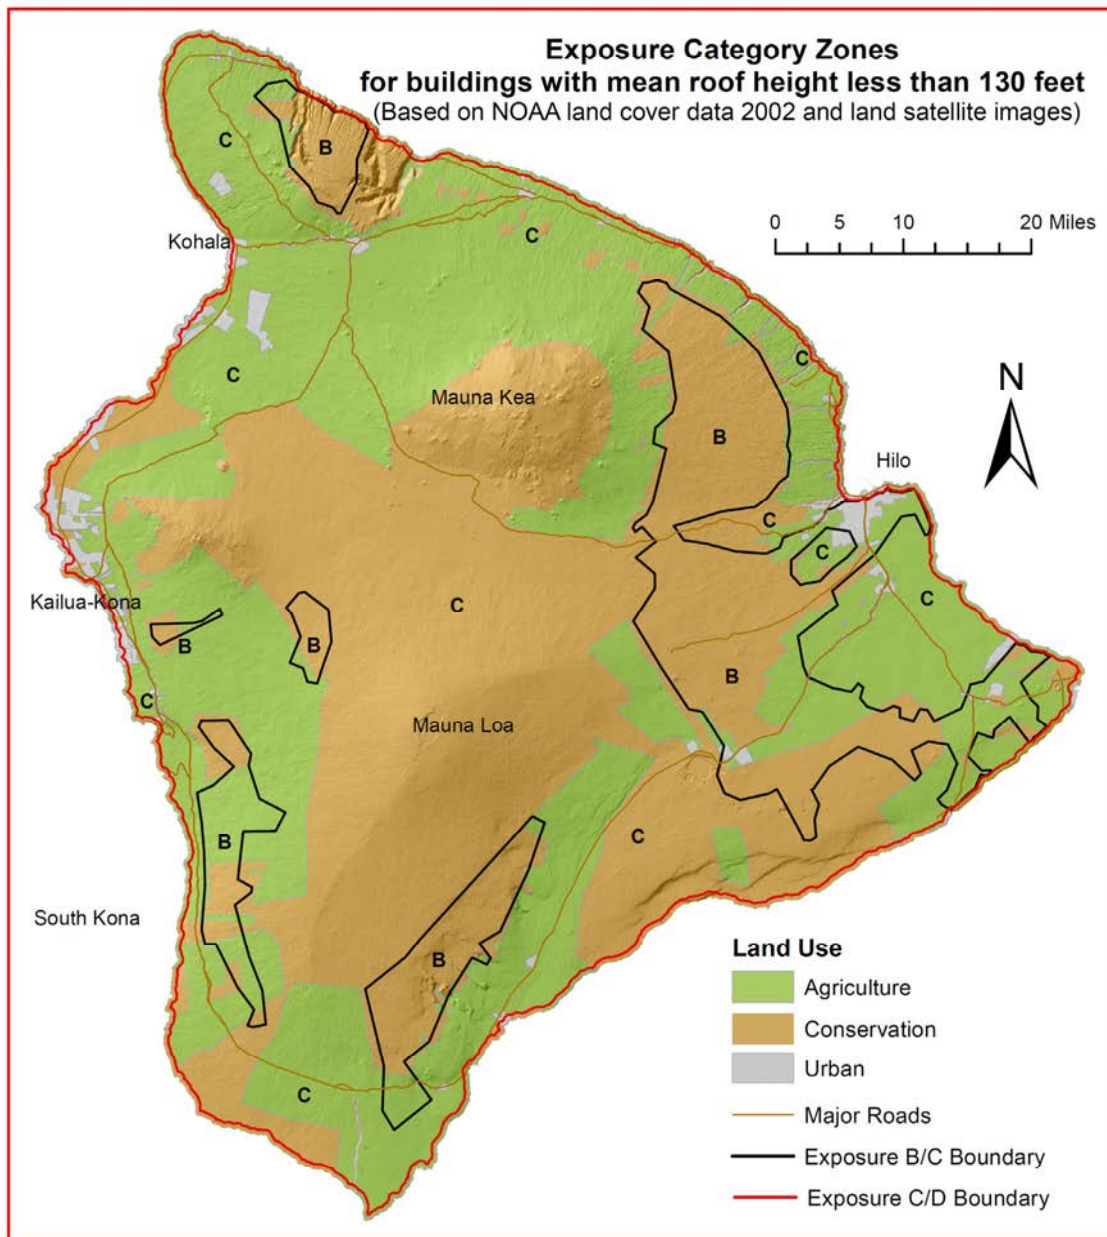 Exposure Category Zones
for buildings with mean roof height less than 130 feet
(Based on NOAA land cover data 2002 and land satellite images)
C
B
0 5 10 20 Miles
Kohala
C
C
C
Mauna Kea
N
B
Hilo
C
C
Kailua-Kona
C
C
B
B
B
C
Mauna Loa
B
C
South Kona
B
C
Land Use
Agriculture
Conservation
Urban
Major Roads
Exposure B/C Boundary
Exposure C/D Boundary